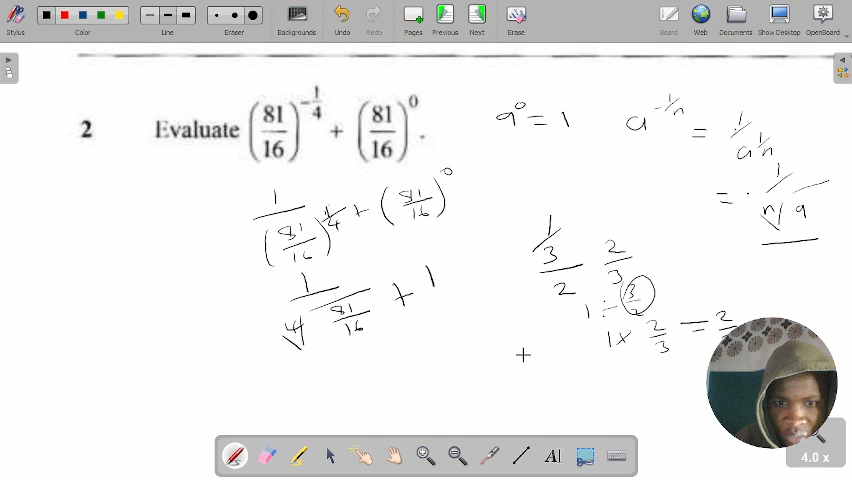 Stylus Color Line Eraser Backgrounds Undo Redo Pages Previous Next Erase Board Web Documents Show Desktop OpenBoard
2 Evaluate (81/16)^(-1/4) + (81/16)^0.
a^0 = 1
a^(-1/n) = 1/a^(1/n)
= 1/ⁿ√a
1/(81/16)^(1/4) + (81/16)^0
1/⁴√(81/16) + 1
1/(3/2) 2/3
1 ÷ 3/2
1 × 2/3 = 2
+
4.0 x